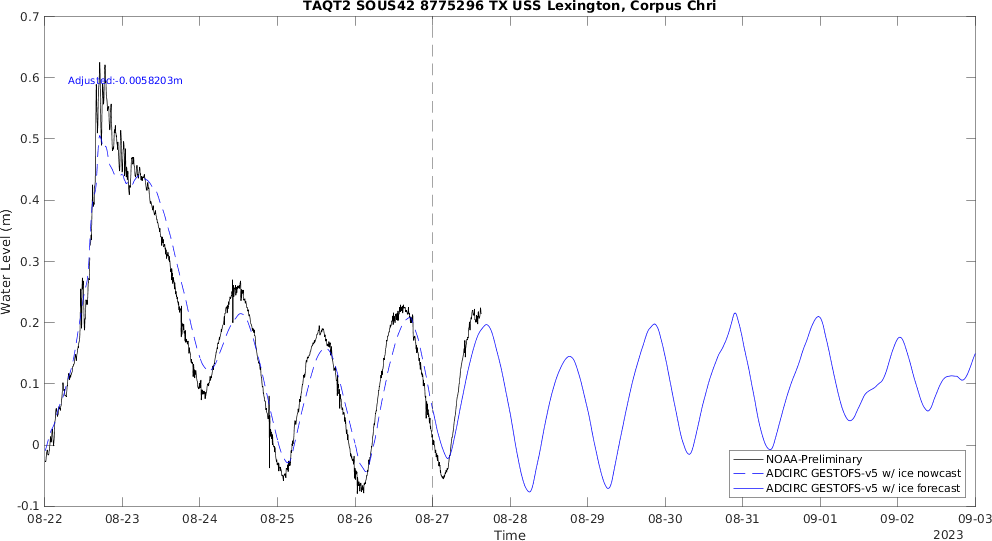 TAQT2 SOUS42 8775296 TX USS Lexington, Corpus Chri
0.7
0.6
0.5
0.4
0.3
0.2
0.1
0
-0.1
Water Level (m)
Adjusted:-0.0058203m
NOAA-Preliminary
ADCIRC GESTOFS-v5 w/ ice nowcast
ADCIRC GESTOFS-v5 w/ ice forecast
08-22 08-23 08-24 08-25 08-26 08-27 08-28 08-29 08-30 08-31 09-01 09-02 09-03
Time
2023